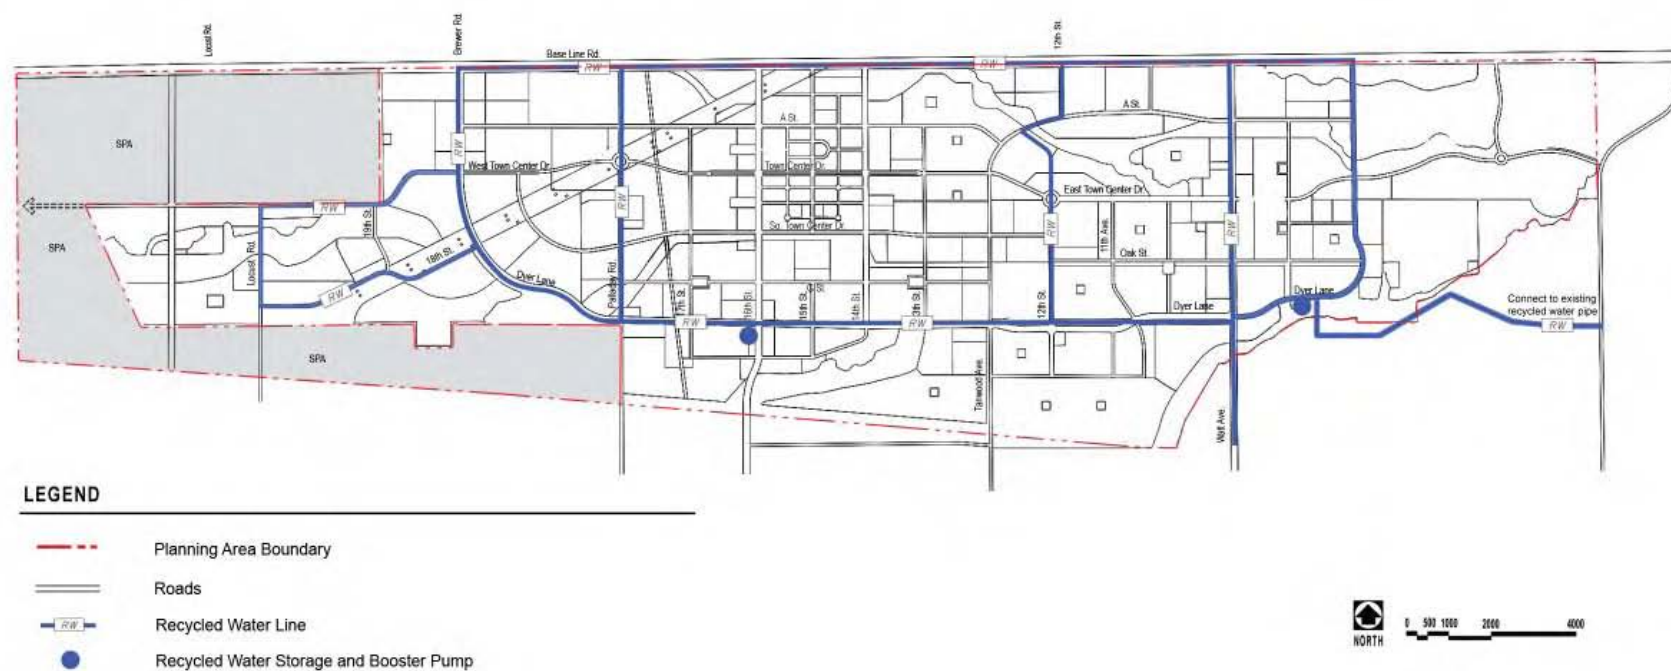 Locust Rd.
Brewer Rd.
12th St.
Base Line Rd.
RW
RW
SPA
RW
A St.
A St.
West Town Center Dr.
Town Center Dr.
East Town Center Dr.
RW
19th St.
RW
RW
RW
SPA
Locust Rd.
18th St.
So. Town Center Dr.
11th Ave.
Oak St.
RW
Dyer Lane
Palladay Rd.
17th St.
16th St.
15th St.
14th St.
13th St.
12th St.
Dyer Lane
Dyer Lane
Connect to existing
recycled water pipe
RW
RW
RW
SPA
Tanwood Ave.
Watt Ave.
LEGEND
Planning Area Boundary
Roads
RW Recycled Water Line
Recycled Water Storage and Booster Pump
NORTH
0 500 1000 2000 4000